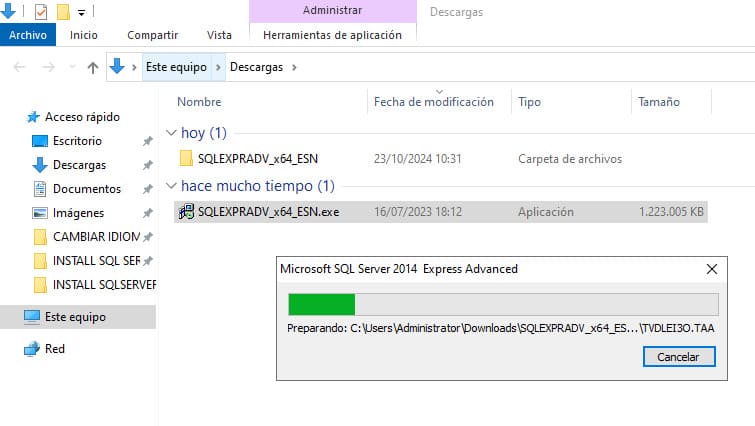 Administrar
Descargas
Archivo Inicio Compartir Vista Herramientas de aplicación
Este equipo Descargas
Nombre Fecha de modificación Tipo Tamaño
Acceso rápido
hoy (1)
Escritorio
SQLEXPRADV_x64_ESN 23/10/2024 10:31 Carpeta de archivos
Descargas
hace mucho tiempo (1)
Documentos
SQLEXPRADV_x64_ESN.exe 16/07/2023 18:12 Aplicación 1.223.005 KB
Imágenes
CAMBIAR IDIOM
INSTALL SQL SER
INSTALL SQLSERVER
Este equipo
Red
Microsoft SQL Server 2014 Express Advanced
Preparando: C:\Users\Administrator\Downloads\SQLEXPRADV_x64_ES...\TVDLEI3O.TAA
Cancelar